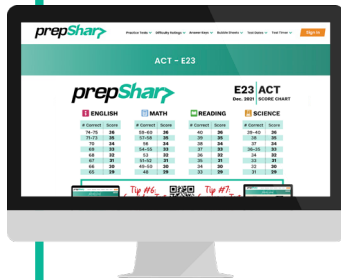 prepSharp
Practice Tests Difficulty Ratings Answer Keys Bubble Sheets Test Dates Test Timer Sign In
ACT - E23
prepSharp E23 ACT
Dec. 2021 SCORE CHART
ENGLISH MATH READING SCIENCE
# Correct Score # Correct Score # Correct Score # Correct Score
74-75 36 59-60 36 40 36 39-40 36
71-73 35 57-58 35 39 35 38 35
70 34 56 34 38 34 37 34
69 33 54-55 33 37 33 35-36 33
68 32 53 32 36 32 34 32
67 31 51-52 31 35 31 33 31
66 30 49-50 30 34 30 32 30
65 29 48 29 33 29 31 29
Tip #6: Tip #7: